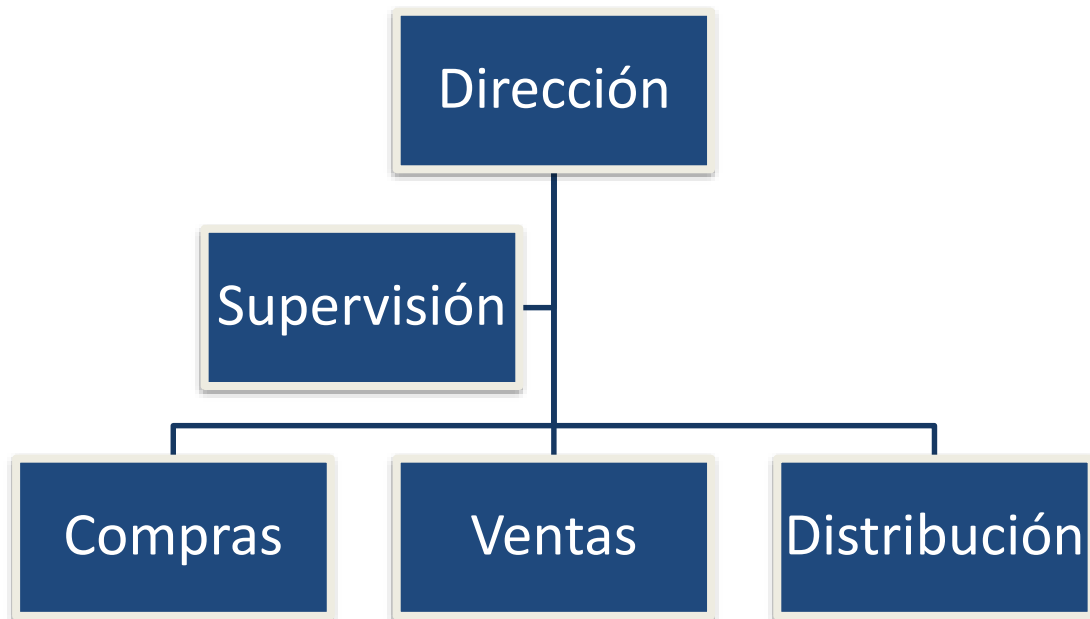 Dirección
Supervisión
Compras
Ventas
Distribución